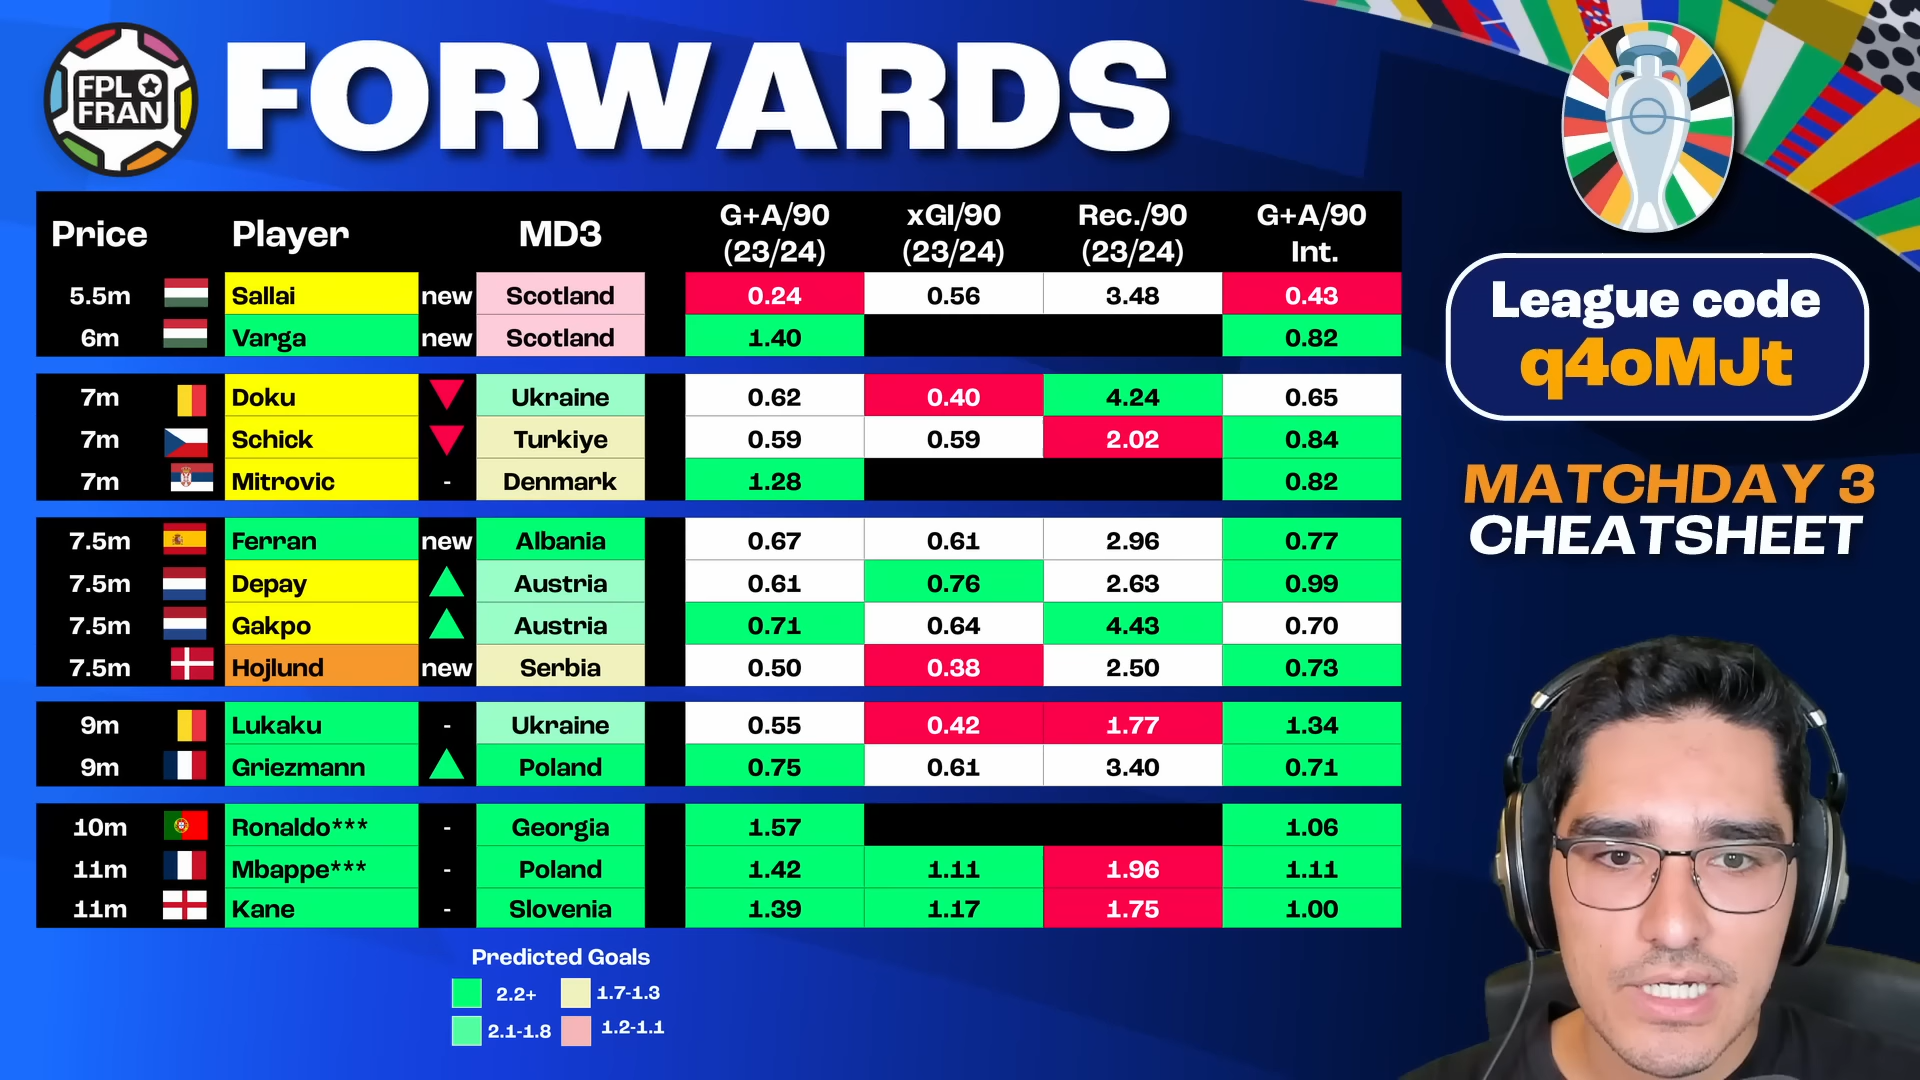 FPL
FRAN
FORWARDS
Price Player MD3 G+A/90 (23/24) xGI/90 (23/24) Rec./90 (23/24) G+A/90 Int.
5.5m Sallai new Scotland 0.24 0.56 3.48 0.43
6m Varga new Scotland 1.40 0.82
7m Doku Ukraine 0.62 0.40 4.24 0.65
7m Schick Turkiye 0.59 0.59 2.02 0.84
7m Mitrovic - Denmark 1.28 0.82
7.5m Ferran new Albania 0.67 0.61 2.96 0.77
7.5m Depay Austria 0.61 0.76 2.63 0.99
7.5m Gakpo Austria 0.71 0.64 4.43 0.70
7.5m Hojlund new Serbia 0.50 0.38 2.50 0.73
9m Lukaku - Ukraine 0.55 0.42 1.77 1.34
9m Griezmann Poland 0.75 0.61 3.40 0.71
10m Ronaldo*** - Georgia 1.57 1.06
11m Mbappe*** - Poland 1.42 1.11 1.96 1.11
11m Kane - Slovenia 1.39 1.17 1.75 1.00
Predicted Goals
2.2+ 1.7-1.3
2.1-1.8 1.2-1.1
League code
q4oMJt
MATCHDAY 3
CHEATSHEET